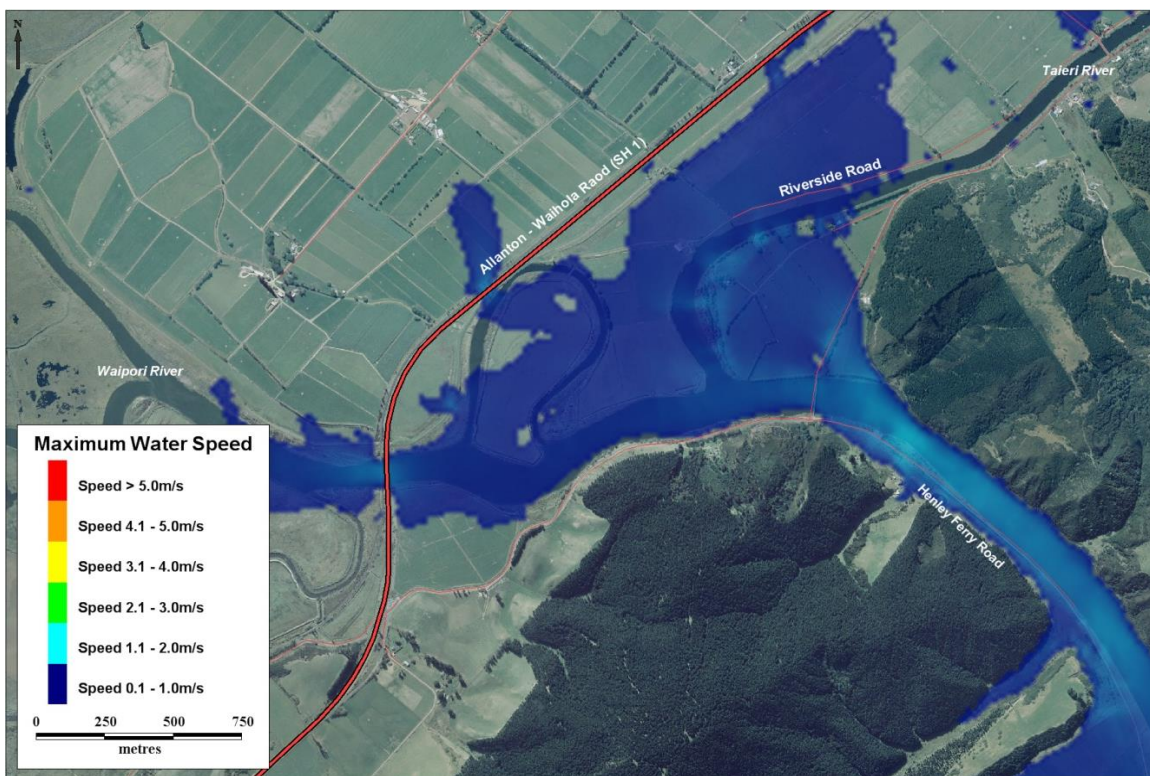 N
Taieri River
Riverside Road
Allanton - Waihola Raod (SH 1)
Waipori River
Henley Ferry Road
Maximum Water Speed
Speed > 5.0m/s
Speed 4.1 - 5.0m/s
Speed 3.1 - 4.0m/s
Speed 2.1 - 3.0m/s
Speed 1.1 - 2.0m/s
Speed 0.1 - 1.0m/s
0 250 500 750
metres